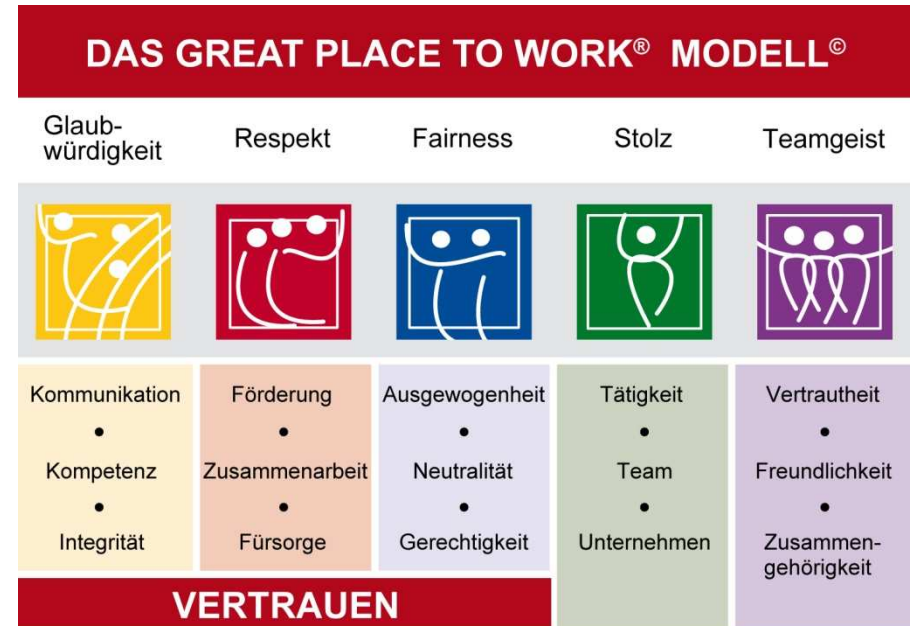 DAS GREAT PLACE TO WORK® MODELL©
Glaub-
würdigkeit
Respekt
Fairness
Stolz
Teamgeist
Kommunikation
•
Kompetenz
•
Integrität
Förderung
•
Zusammenarbeit
•
Fürsorge
Ausgewogenheit
•
Neutralität
•
Gerechtigkeit
Tätigkeit
•
Team
•
Unternehmen
Vertrautheit
•
Freundlichkeit
•
Zusammen-
gehörigkeit
VERTRAUEN